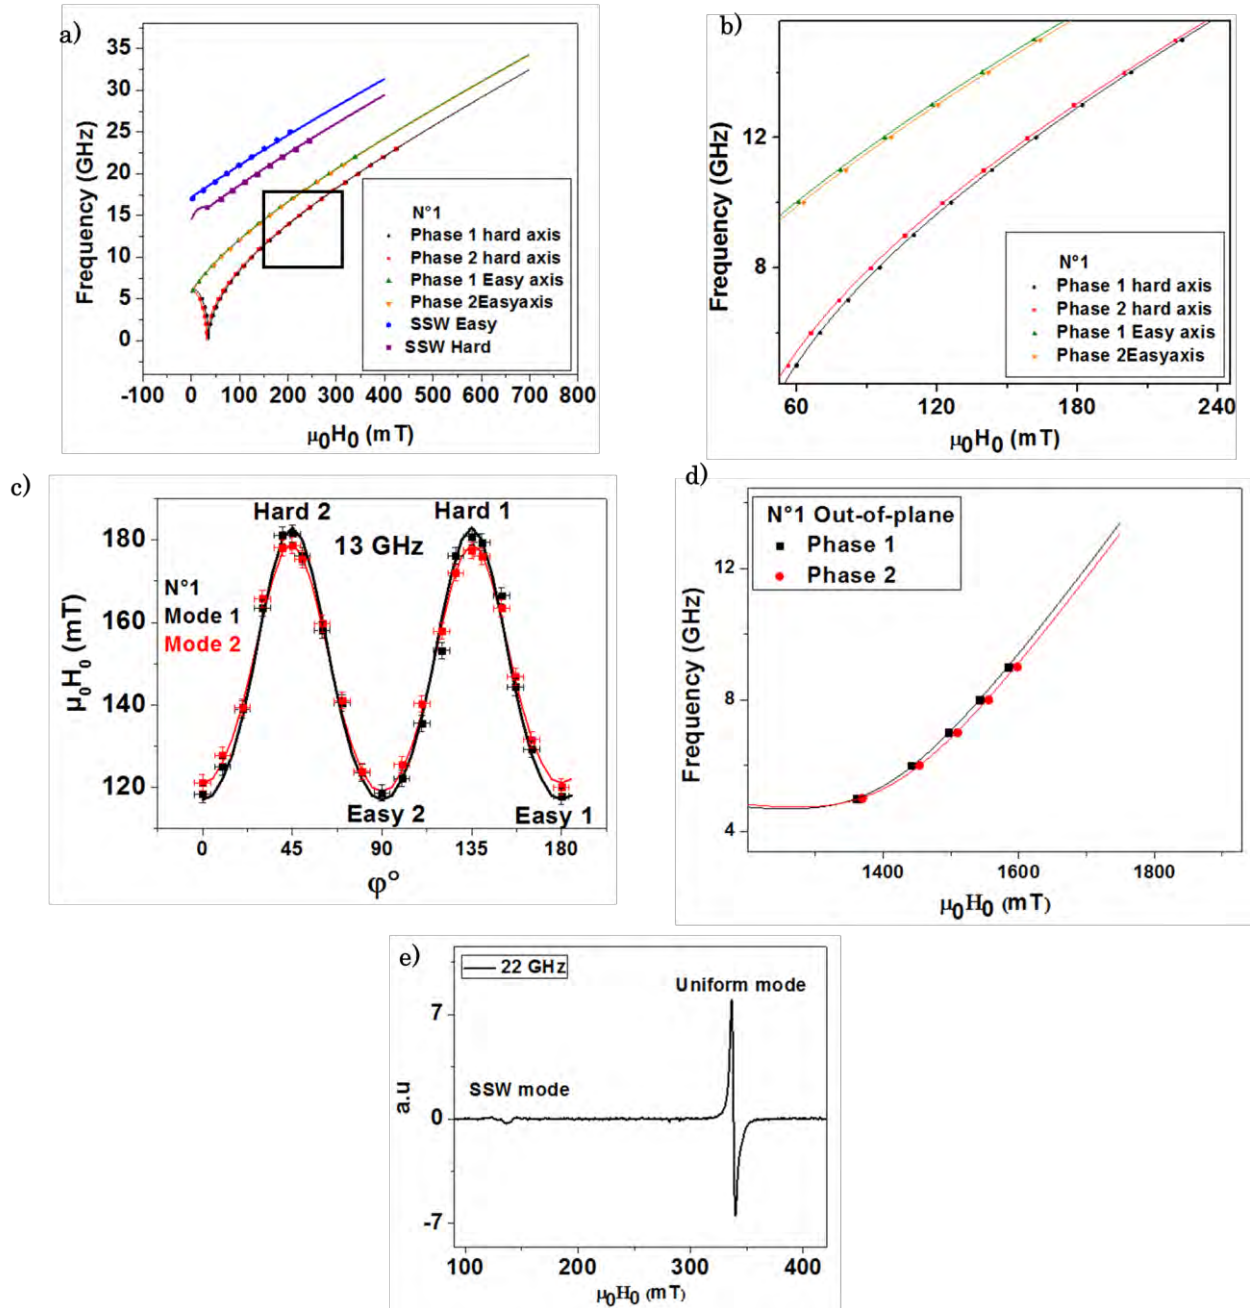 a)
Frequency (GHz)
35
30
25
20
15
10
5
0
-100 0 100 200 300 400 500 600 700 800
μ₀H₀ (mT)
N°1
Phase 1 hard axis
Phase 2 hard axis
Phase 1 Easy axis
Phase 2Easyaxis
SSW Easy
SSW Hard
b)
Frequency (GHz)
12
8
4
60 120 180 240
μ₀H₀ (mT)
N°1
Phase 1 hard axis
Phase 2 hard axis
Phase 1 Easy axis
Phase 2Easyaxis
c)
μ₀H₀ (mT)
180
160
140
120
0 45 90 135 180
φ°
Hard 2
Hard 1
13 GHz
N°1
Mode 1
Mode 2
Easy 2
Easy 1
d)
Frequency (GHz)
12
8
4
1400 1600 1800
μ₀H₀ (mT)
N°1 Out-of-plane
Phase 1
Phase 2
e)
22 GHz
Uniform mode
SSW mode
a.u
7
0
-7
100 200 300 400
μ₀H₀ (mT)